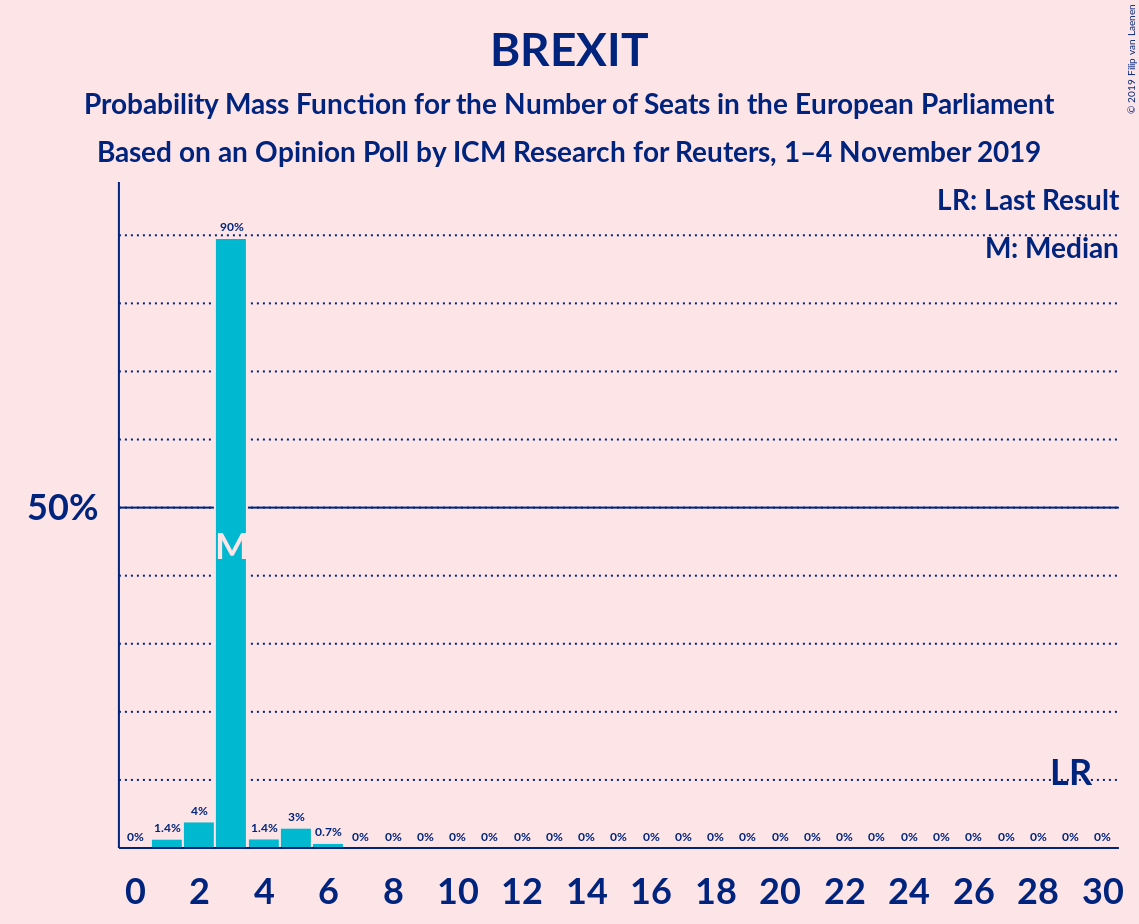 BREXIT
Probability Mass Function for the Number of Seats in the European Parliament
Based on an Opinion Poll by ICM Research for Reuters, 1–4 November 2019
© 2019 Filip van Laenen
LR: Last Result
M: Median
90%
50%
M
LR
0% 1.4% 4% 1.4% 3% 0.7% 0% 0% 0% 0% 0% 0% 0% 0% 0% 0% 0% 0% 0% 0% 0% 0% 0% 0% 0% 0% 0% 0% 0% 0%
0 2 4 6 8 10 12 14 16 18 20 22 24 26 28 30